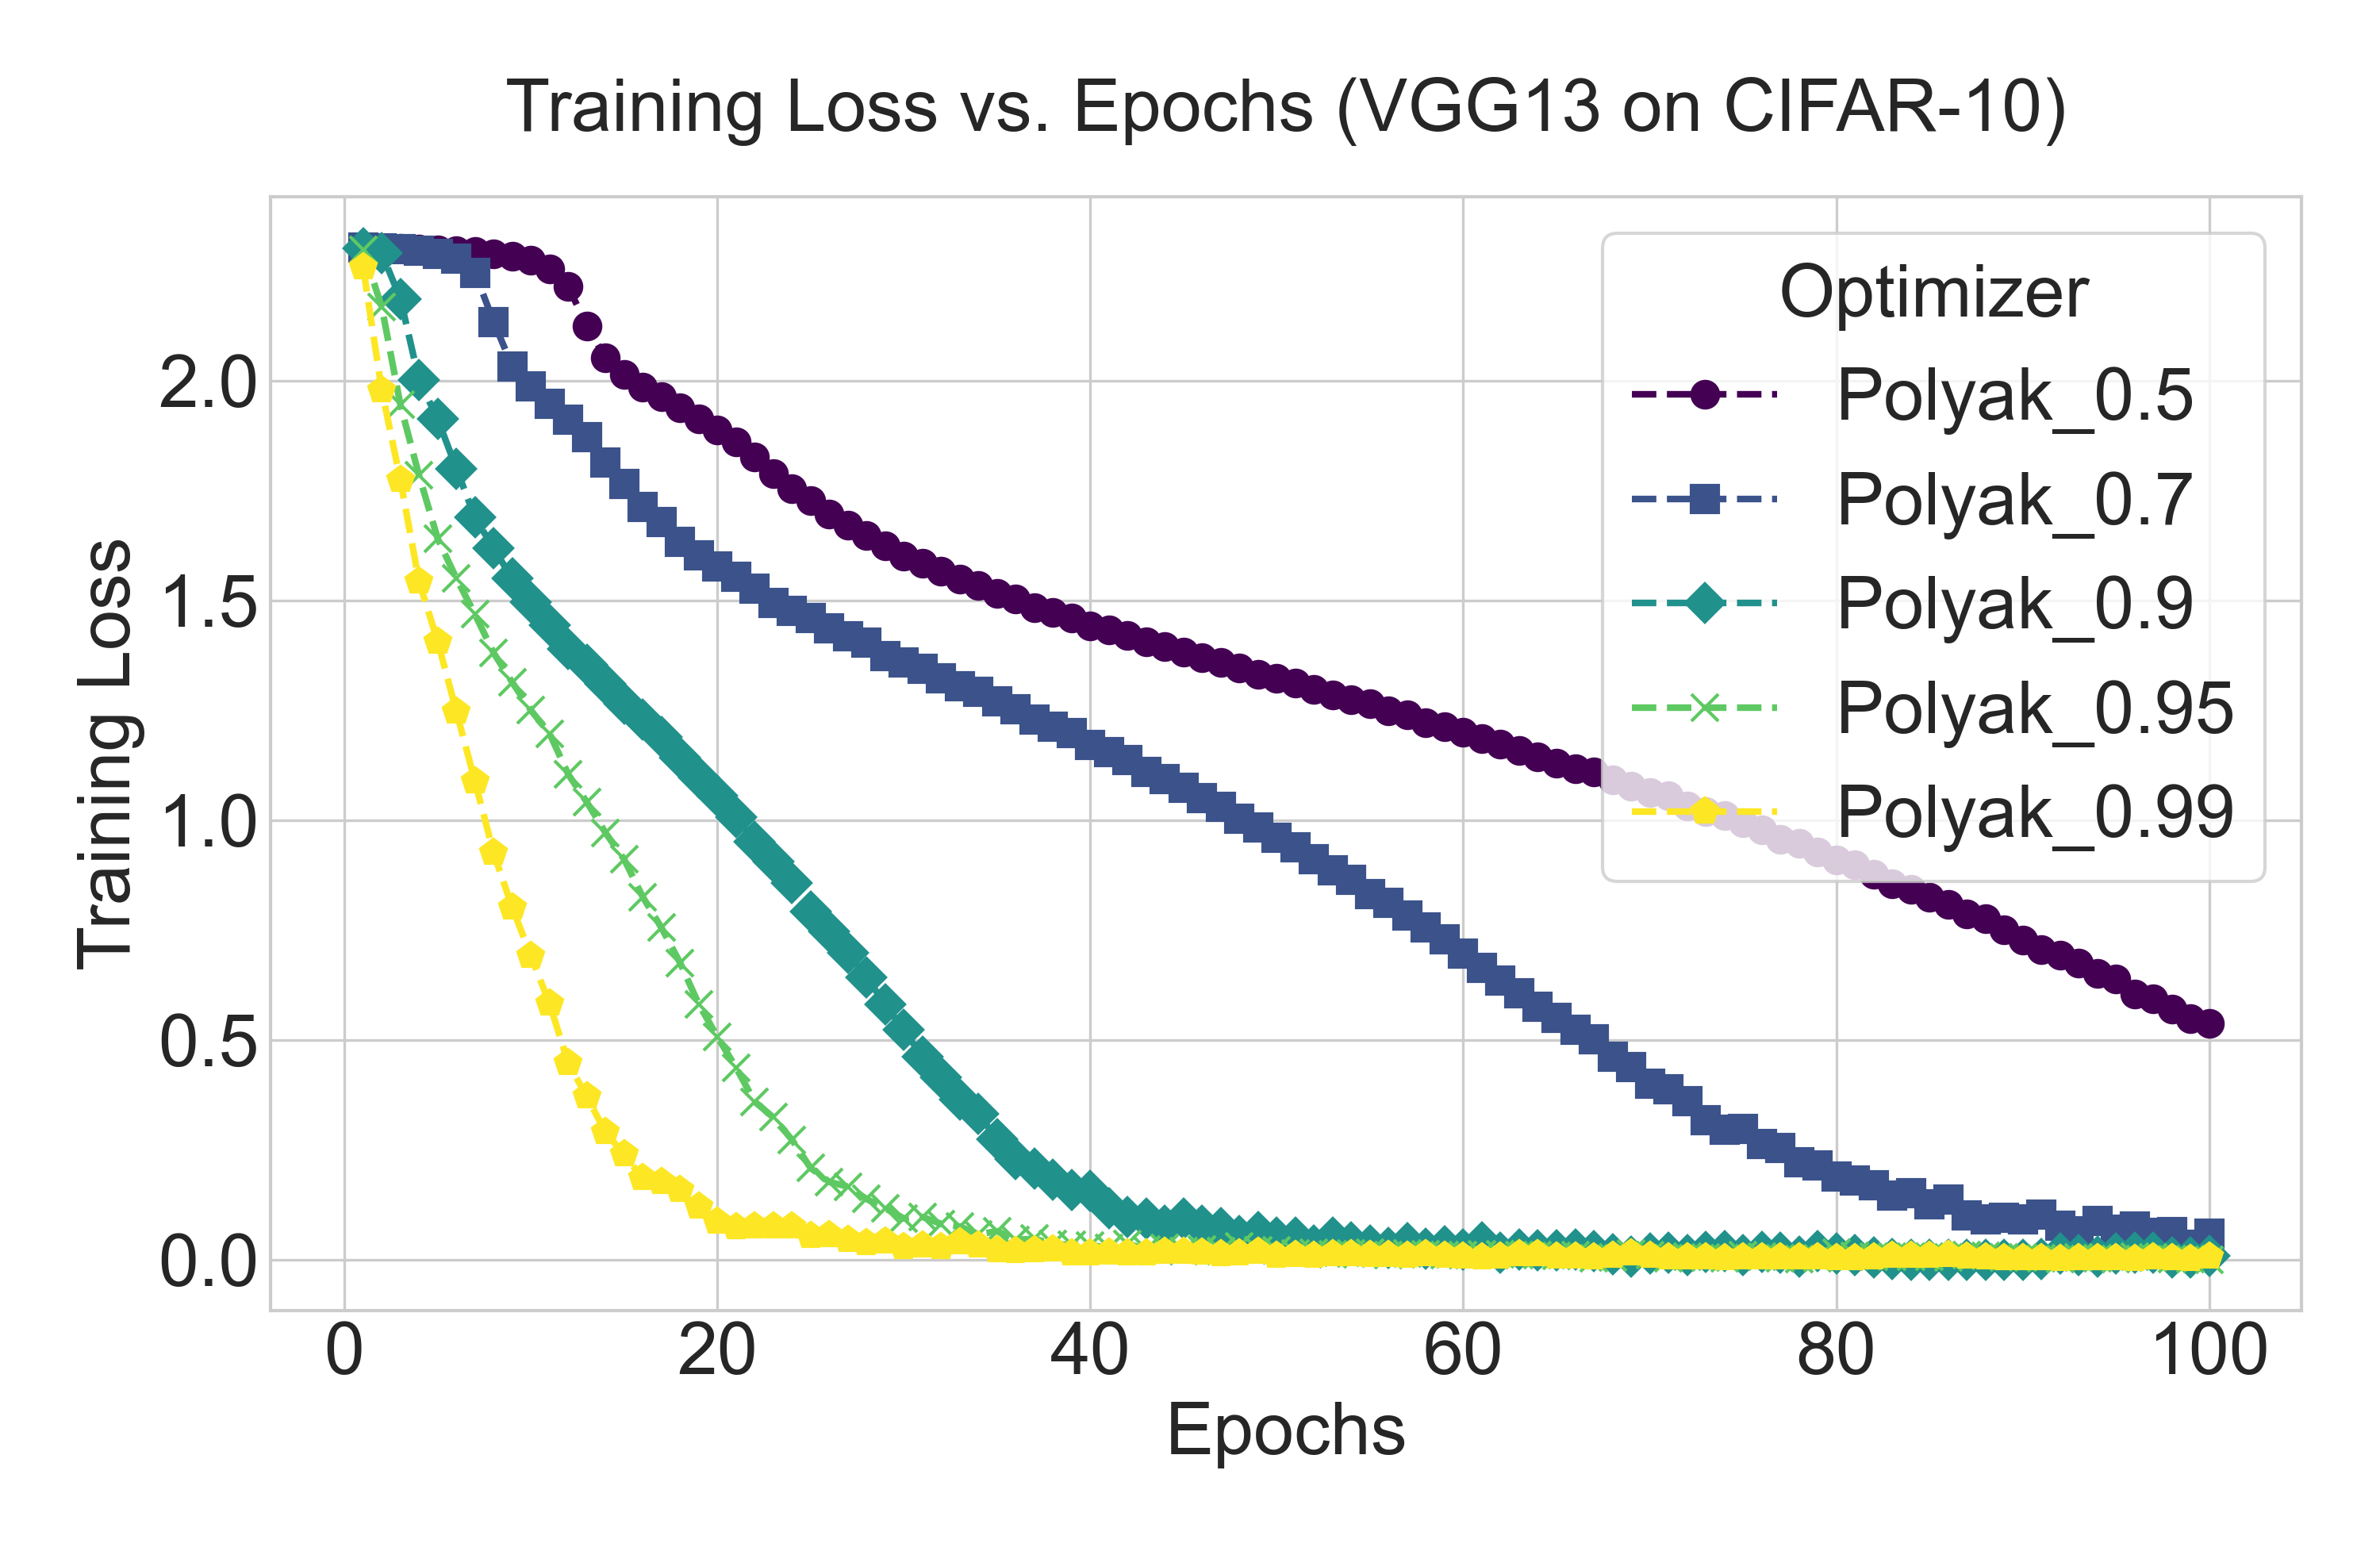 Training Loss vs. Epochs (VGG13 on CIFAR-10)
Optimizer
Polyak_0.5
Polyak_0.7
Polyak_0.9
Polyak_0.95
Polyak_0.99
Training Loss
2.0
1.5
1.0
0.5
0.0
0 20 40 60 80 100
Epochs